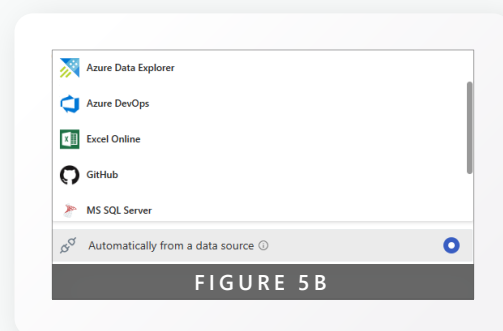 Azure Data Explorer
Azure DevOps
Excel Online
GitHub
MS SQL Server
Automatically from a data source
FIGURE 5B